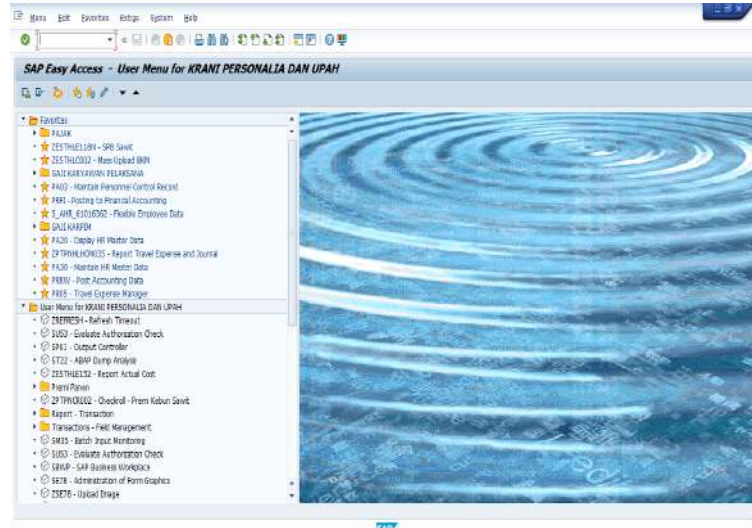 Menu Edit Favorites Extras System Help
SAP Easy Access - User Menu for KRANI PERSONALIA DAN UPAH
Favorites
PAJAK
ZESTHLE118N - SPB Sawit
ZESTHLC002 - Mass Upload BKM
GAJI KARYAWAN PELAKSANA
PA03 - Maintain Personnel Control Record
PRFI - Posting to Financial Accounting
S_AHR_61016362 - Flexible Employee Data
GAJI KARPIM
PA20 - Display HR Master Data
ZPTPNHLHOM035 - Report Travel Expense and Journal
PA30 - Maintain HR Master Data
PRRW - Post Accounting Data
PR05 - Travel Expense Manager
User Menu for KRANI PERSONALIA DAN UPAH
ZREFRESH - Refresh Timeout
SU53 - Evaluate Authorization Check
SP01 - Output Controller
ST22 - ABAP Dump Analysis
ZESTHLE152 - Report Actual Cost
Premi Panen
ZPTPNCR002 - Checkroll - Premi Kebun Sawit
Report - Transaction
Transactions - Field Management
SM35 - Batch Input Monitoring
SU53 - Evaluate Authorization Check
SBWP - SAP Business Workplace
SE78 - Administration of Form Graphics
ZSE78 - Upload Image
SAP